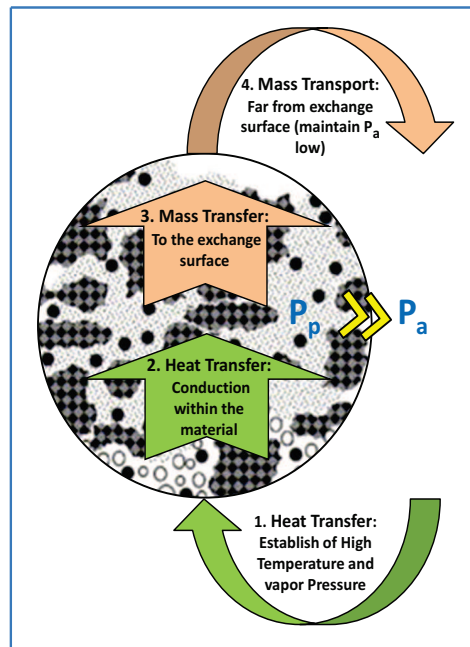 4. Mass Transport:
Far from exchange
surface (maintain Pa
low)
3. Mass Transfer:
To the exchange
surface
Pp >> Pa
2. Heat Transfer:
Conduction
within the
material
1. Heat Transfer:
Establish of High
Temperature and
vapor Pressure